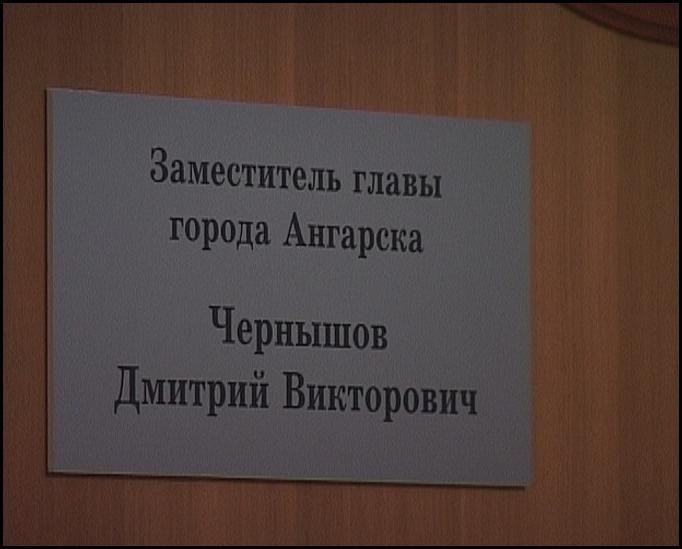 Заместитель главы
города Ангарска
Чернышов
Дмитрий Викторович